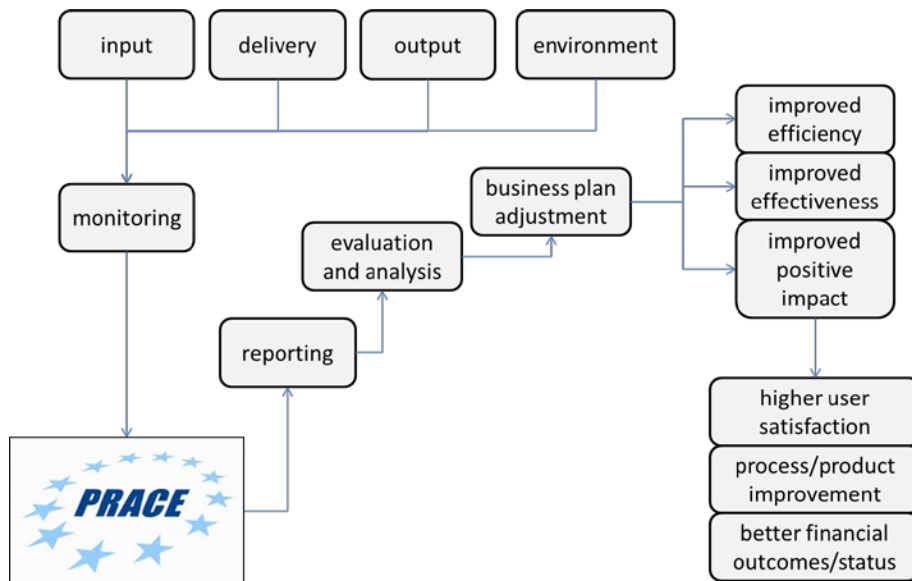 input
delivery
output
environment
improved
efficiency
improved
effectiveness
improved
positive
impact
business plan
adjustment
monitoring
evaluation
and analysis
reporting
PRACE
higher user
satisfaction
process/product
improvement
better financial
outcomes/status